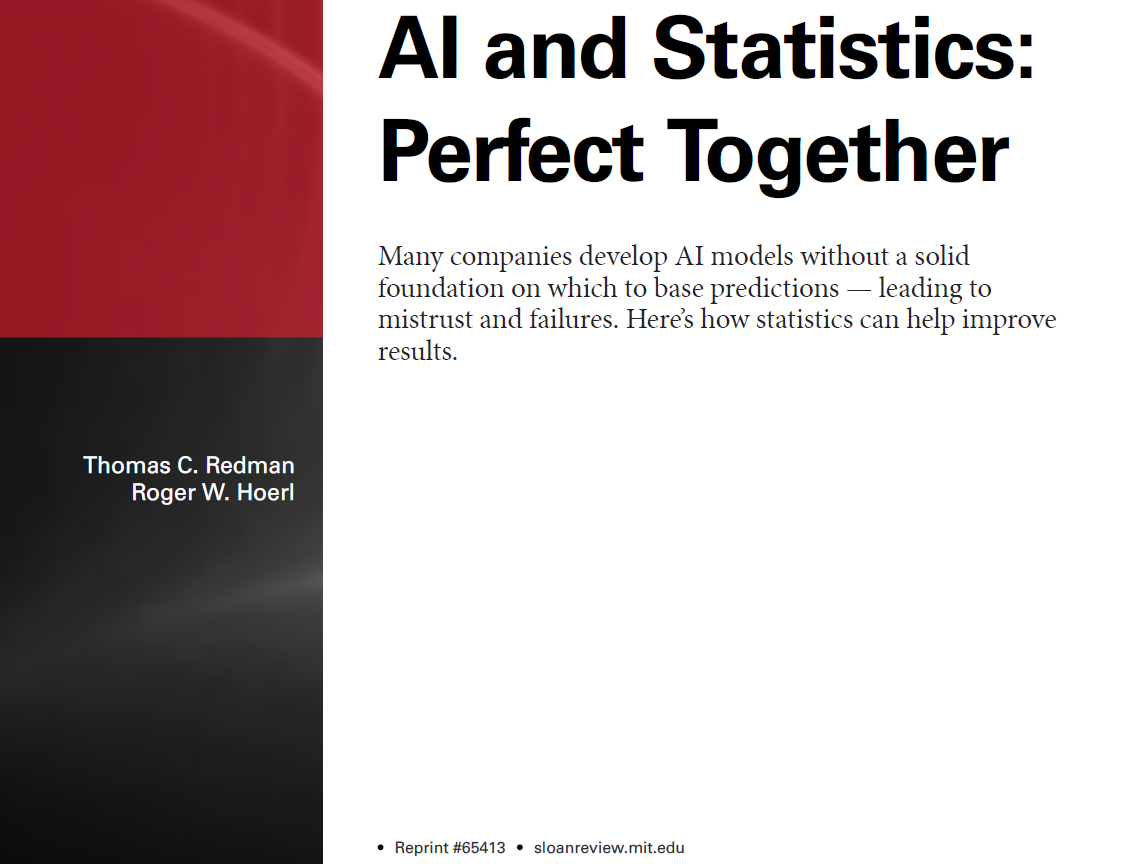 AI and Statistics:
Perfect Together
Many companies develop AI models without a solid
foundation on which to base predictions — leading to
mistrust and failures. Here’s how statistics can help improve
results.
Thomas C. Redman
Roger W. Hoerl
• Reprint #65413 • sloanreview.mit.edu